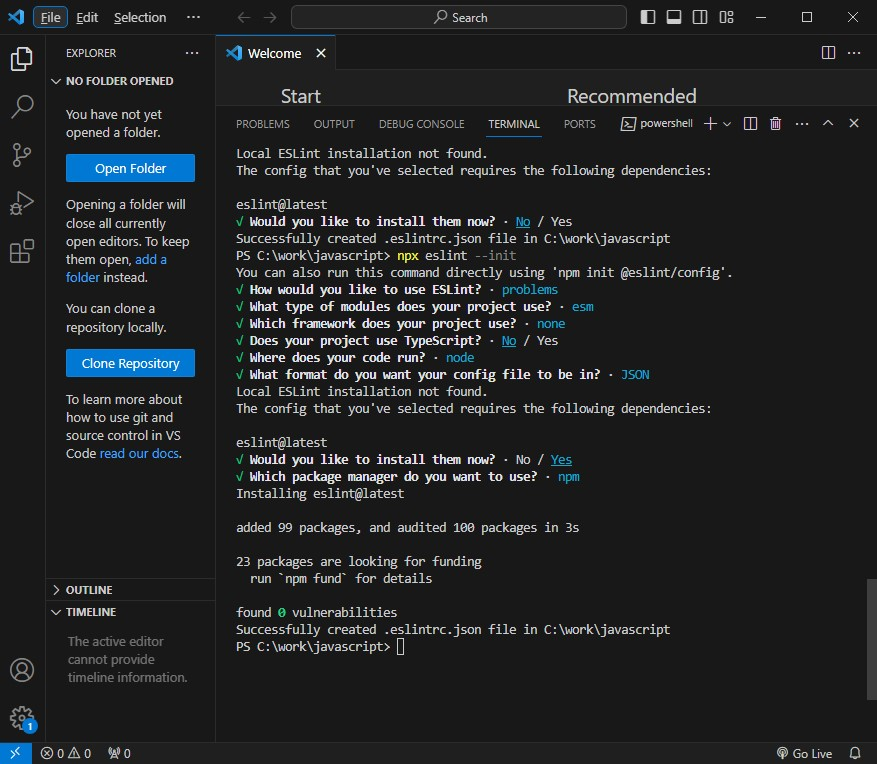 File Edit Selection ··· Search
EXPLORER ···
NO FOLDER OPENED
You have not yet
opened a folder.
Open Folder
Opening a folder will
close all currently
open editors. To keep
them open, add a
folder instead.
You can clone a
repository locally.
Clone Repository
To learn more about
how to use git and
source control in VS
Code read our docs.
OUTLINE
TIMELINE
The active editor
cannot provide
timeline information.
Welcome
Start Recommended
PROBLEMS OUTPUT DEBUG CONSOLE TERMINAL PORTS powershell
Local ESLint installation not found.
The config that you've selected requires the following dependencies:
eslint@latest
√ Would you like to install them now? · No / Yes
Successfully created .eslintrc.json file in C:\work\javascript
PS C:\work\javascript> npx eslint --init
You can also run this command directly using 'npm init @eslint/config'.
√ How would you like to use ESLint? · problems
√ What type of modules does your project use? · esm
√ Which framework does your project use? · none
√ Does your project use TypeScript? · No / Yes
√ Where does your code run? · node
√ What format do you want your config file to be in? · JSON
Local ESLint installation not found.
The config that you've selected requires the following dependencies:
eslint@latest
√ Would you like to install them now? · No / Yes
√ Which package manager do you want to use? · npm
Installing eslint@latest
added 99 packages, and audited 100 packages in 3s
23 packages are looking for funding
run `npm fund` for details
found 0 vulnerabilities
Successfully created .eslintrc.json file in C:\work\javascript
PS C:\work\javascript>
1
0 0 0 Go Live